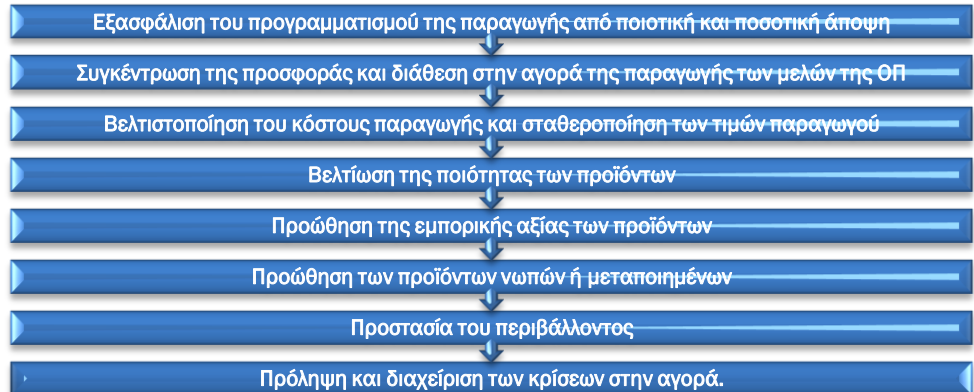 Εξασφάλιση του προγραμματισμού της παραγωγής από ποιοτική και ποσοτική άποψη
Συγκέντρωση της προσφοράς και διάθεση στην αγορά της παραγωγής των μελών της ΟΠ
Βελτιστοποίηση του κόστους παραγωγής και σταθεροποίηση των τιμών παραγωγού
Βελτίωση της ποιότητας των προϊόντων
Προώθηση της εμπορικής αξίας των προϊόντων
Προώθηση των προϊόντων νωπών ή μεταποιημένων
Προστασία του περιβάλλοντος
Πρόληψη και διαχείριση των κρίσεων στην αγορά.